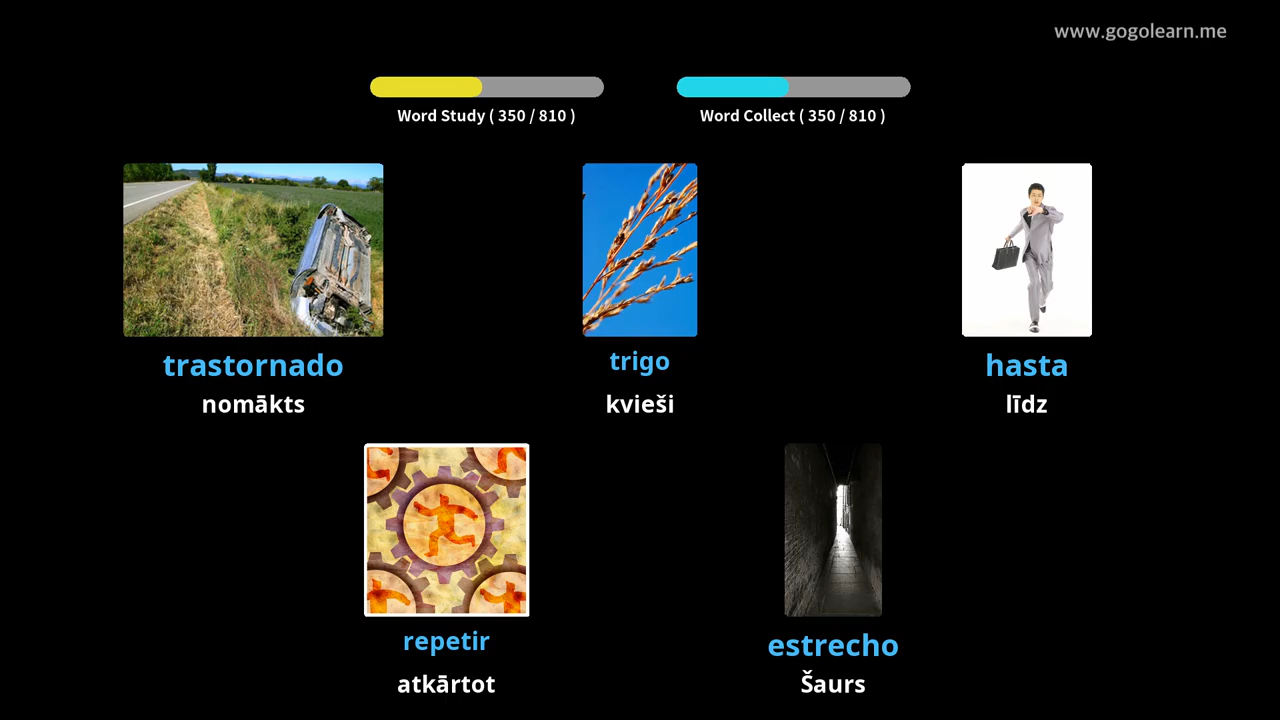 www.gogolearn.me
Word Study ( 350 / 810 )
Word Collect ( 350 / 810 )
trastornado
nomākts
trigo
kvieši
hasta
līdz
repetir
atkārtot
estrecho
Šaurs